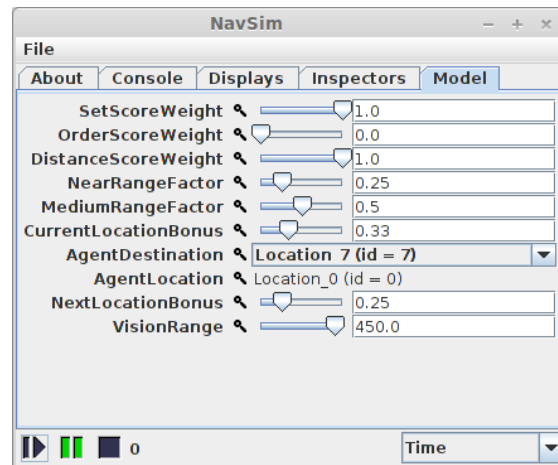 NavSim
File
About Console Displays Inspectors Model
SetScoreWeight 1.0
OrderScoreWeight 0.0
DistanceScoreWeight 1.0
NearRangeFactor 0.25
MediumRangeFactor 0.5
CurrentLocationBonus 0.33
AgentDestination Location 7 (id = 7)
AgentLocation Location_0 (id = 0)
NextLocationBonus 0.25
VisionRange 450.0
0 Time